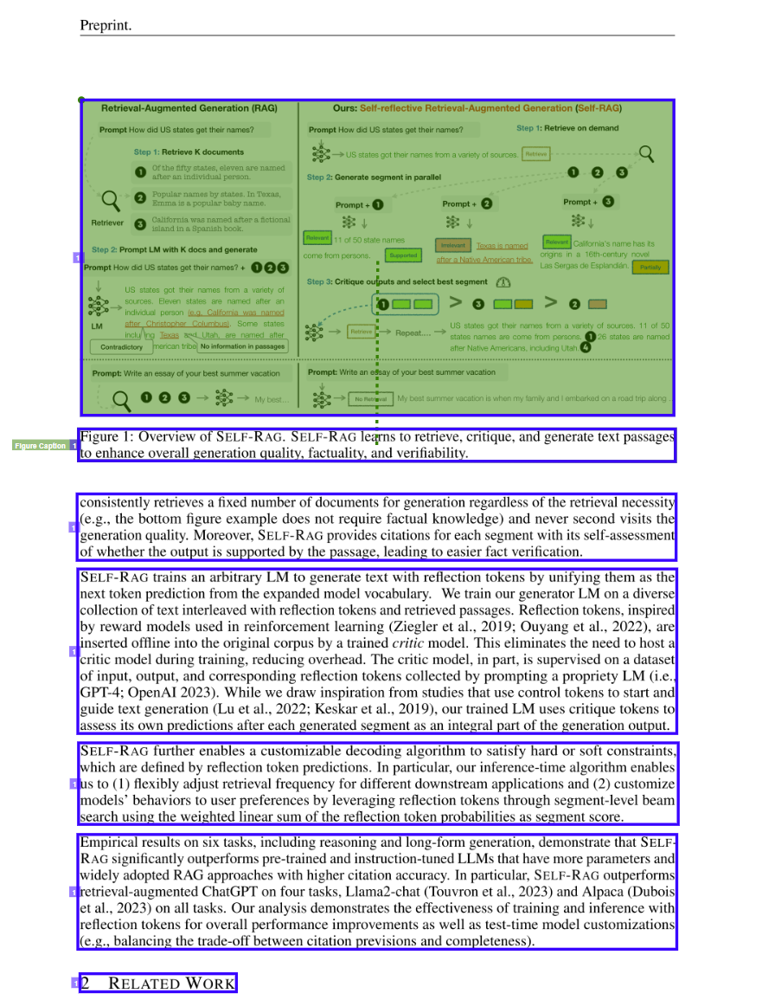 Preprint.
Retrieval-Augmented Generation (RAG)
Prompt How did US states get their names?
Step 1: Retrieve K documents
1 Of the fifty states, eleven are named
after an individual person.
2 Popular names by states. In Texas,
Emma is a popular baby name.
Retriever
3 California was named after a fictional
island in a Spanish book.
Step 2: Prompt LM with K docs and generate
Prompt How did US states get their names? + 1 2 3
US states got their names from a variety of
sources. Eleven states are named after an
individual person (e.g. California was named
after Christopher Columbus). Some states
including Texas and Utah, are named after
LM
Contradictory
merican tribe
No information in passages
Prompt: Write an essay of your best summer vacation
1 2 3
My best...
Ours: Self-reflective Retrieval-Augmented Generation (Self-RAG)
Prompt How did US states get their names?
Step 1: Retrieve on demand
US states got their names from a variety of sources. Retrieve
Step 2: Generate segment in parallel
1 2 3
Prompt + 1
Prompt + 2
Prompt + 3
Relevant 11 of 50 state names
come from persons. Supported
Irrelevant Texas is named
after a Native American tribe.
Relevant California's name has its
origins in a 16th-century novel
Las Sergas de Esplandián. Partially
Step 3: Critique outputs and select best segment
1 > 3 > 2
Retrieve
Repeat....
US states got their names from a variety of sources. 11 of 50
states names are come from persons. 1 26 states are named
after Native Americans, including Utah. 4
Prompt: Write an essay of your best summer vacation
No Retrieval
My best summer vacation is when my family and I embarked on a road trip along ...
1
Figure Caption 1
Figure 1: Overview of SELF-RAG. SELF-RAG learns to retrieve, critique, and generate text passages
to enhance overall generation quality, factuality, and verifiability.
1
consistently retrieves a fixed number of documents for generation regardless of the retrieval necessity
(e.g., the bottom figure example does not require factual knowledge) and never second visits the
generation quality. Moreover, SELF-RAG provides citations for each segment with its self-assessment
of whether the output is supported by the passage, leading to easier fact verification.
1
SELF-RAG trains an arbitrary LM to generate text with reflection tokens by unifying them as the
next token prediction from the expanded model vocabulary. We train our generator LM on a diverse
collection of text interleaved with reflection tokens and retrieved passages. Reflection tokens, inspired
by reward models used in reinforcement learning (Ziegler et al., 2019; Ouyang et al., 2022), are
inserted offline into the original corpus by a trained critic model. This eliminates the need to host a
critic model during training, reducing overhead. The critic model, in part, is supervised on a dataset
of input, output, and corresponding reflection tokens collected by prompting a propriety LM (i.e.,
GPT-4; OpenAI 2023). While we draw inspiration from studies that use control tokens to start and
guide text generation (Lu et al., 2022; Keskar et al., 2019), our trained LM uses critique tokens to
assess its own predictions after each generated segment as an integral part of the generation output.
1
SELF-RAG further enables a customizable decoding algorithm to satisfy hard or soft constraints,
which are defined by reflection token predictions. In particular, our inference-time algorithm enables
us to (1) flexibly adjust retrieval frequency for different downstream applications and (2) customize
models' behaviors to user preferences by leveraging reflection tokens through segment-level beam
search using the weighted linear sum of the reflection token probabilities as segment score.
1
Empirical results on six tasks, including reasoning and long-form generation, demonstrate that SELF-
RAG significantly outperforms pre-trained and instruction-tuned LLMs that have more parameters and
widely adopted RAG approaches with higher citation accuracy. In particular, SELF-RAG outperforms
retrieval-augmented ChatGPT on four tasks, Llama2-chat (Touvron et al., 2023) and Alpaca (Dubois
et al., 2023) on all tasks. Our analysis demonstrates the effectiveness of training and inference with
reflection tokens for overall performance improvements as well as test-time model customizations
(e.g., balancing the trade-off between citation previsions and completeness).
1
2 RELATED WORK